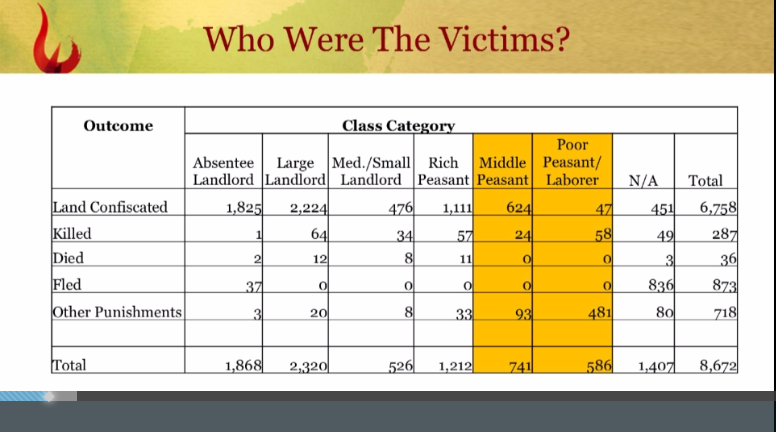 Who Were The Victims?
Outcome Class Category
Absentee Landlord Large Landlord Med./Small Landlord Rich Peasant Middle Peasant Poor Peasant/ Laborer N/A Total
Land Confiscated 1,825 2,224 476 1,111 624 47 451 6,758
Killed 1 64 34 57 24 58 49 287
Died 2 12 8 11 0 0 3 36
Fled 37 0 0 0 0 0 836 873
Other Punishments 3 20 8 33 93 481 80 718
Total 1,868 2,320 526 1,212 741 586 1,407 8,672